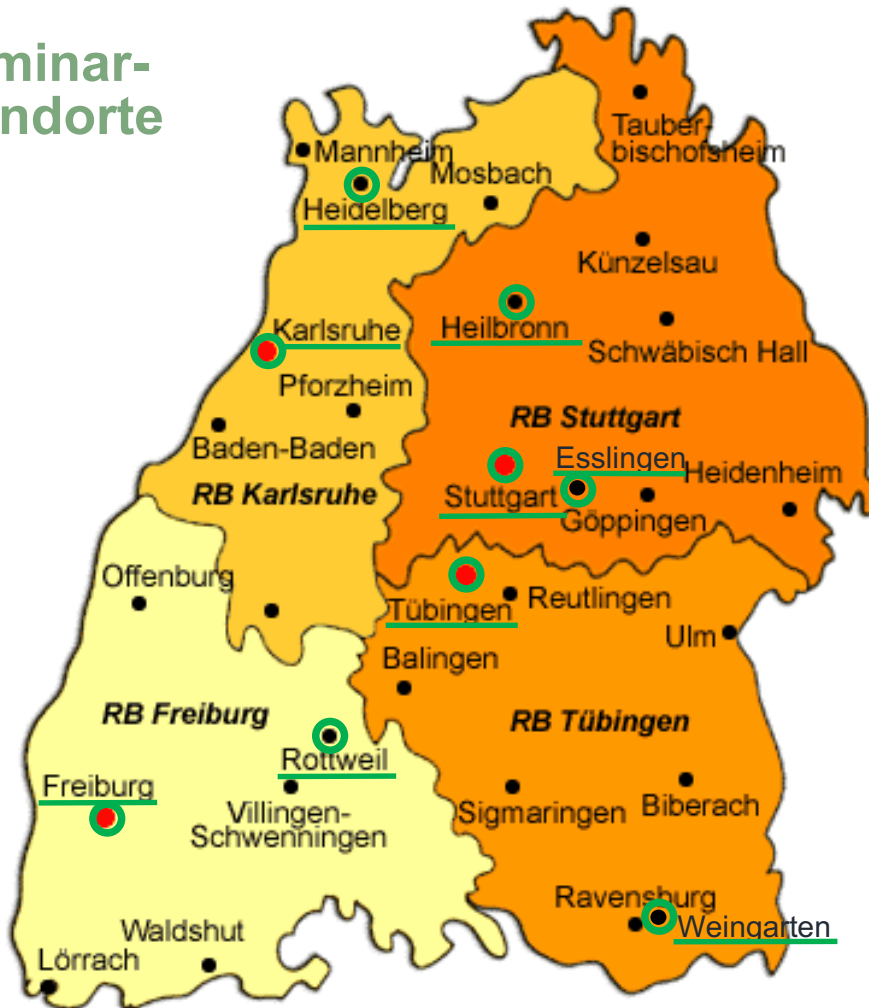 minar-
ndorte
Tauber-
bischofsheim
Mannheim
Mosbach
Heidelberg
Künzelsau
Heilbronn
Karlsruhe
Schwäbisch Hall
Pforzheim
RB Stuttgart
Baden-Baden
Esslingen
Heidenheim
RB Karlsruhe
Stuttgart
Göppingen
Offenburg
Tübingen
Reutlingen
Ulm
Balingen
RB Freiburg
RB Tübingen
Rottweil
Freiburg
Villingen-
Schwenningen
Sigmaringen
Biberach
Ravensburg
Weingarten
Waldshut
Lörrach